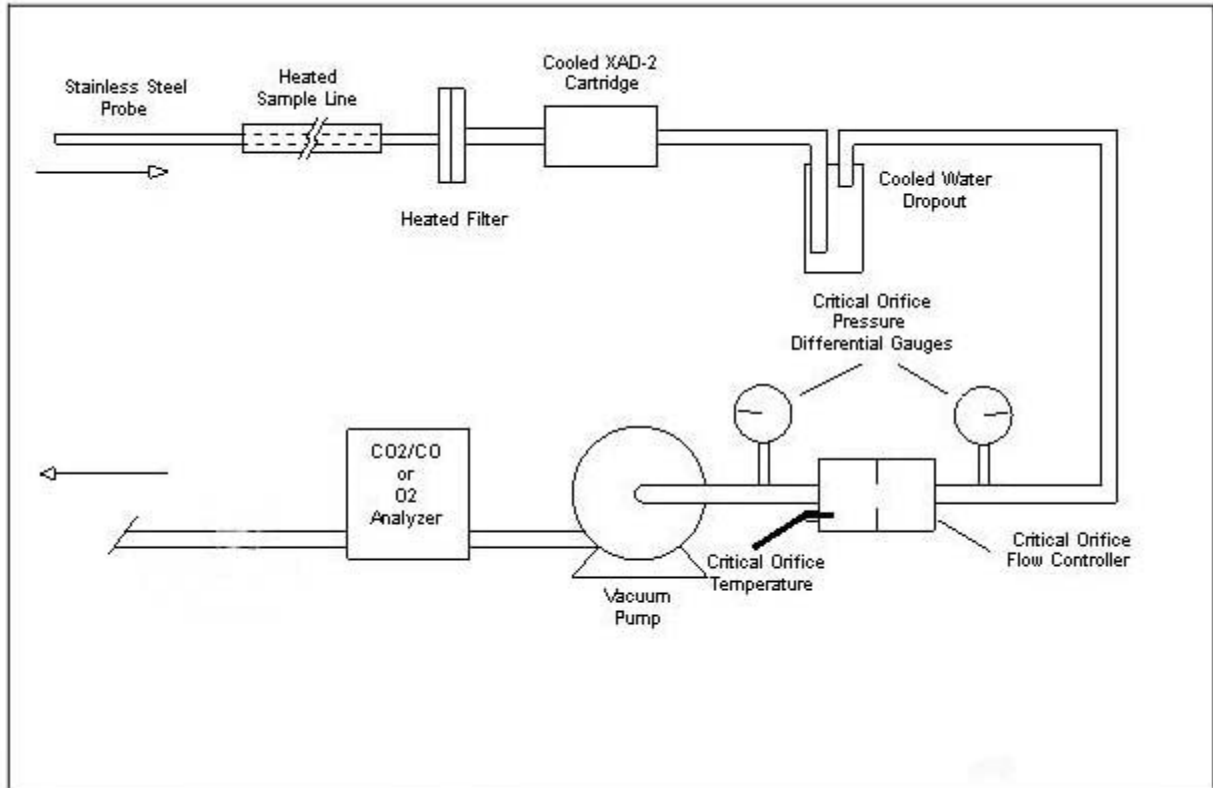 Stainless Steel
Probe
Heated
Sample Line
Heated Filter
Cooled XAD-2
Cartridge
Cooled Water
Dropout
Critical Orifice
Pressure
Differential Gauges
CO2/CO
or
O2
Analyzer
Vacuum
Pump
Critical Orifice
Temperature
Critical Orifice
Flow Controller